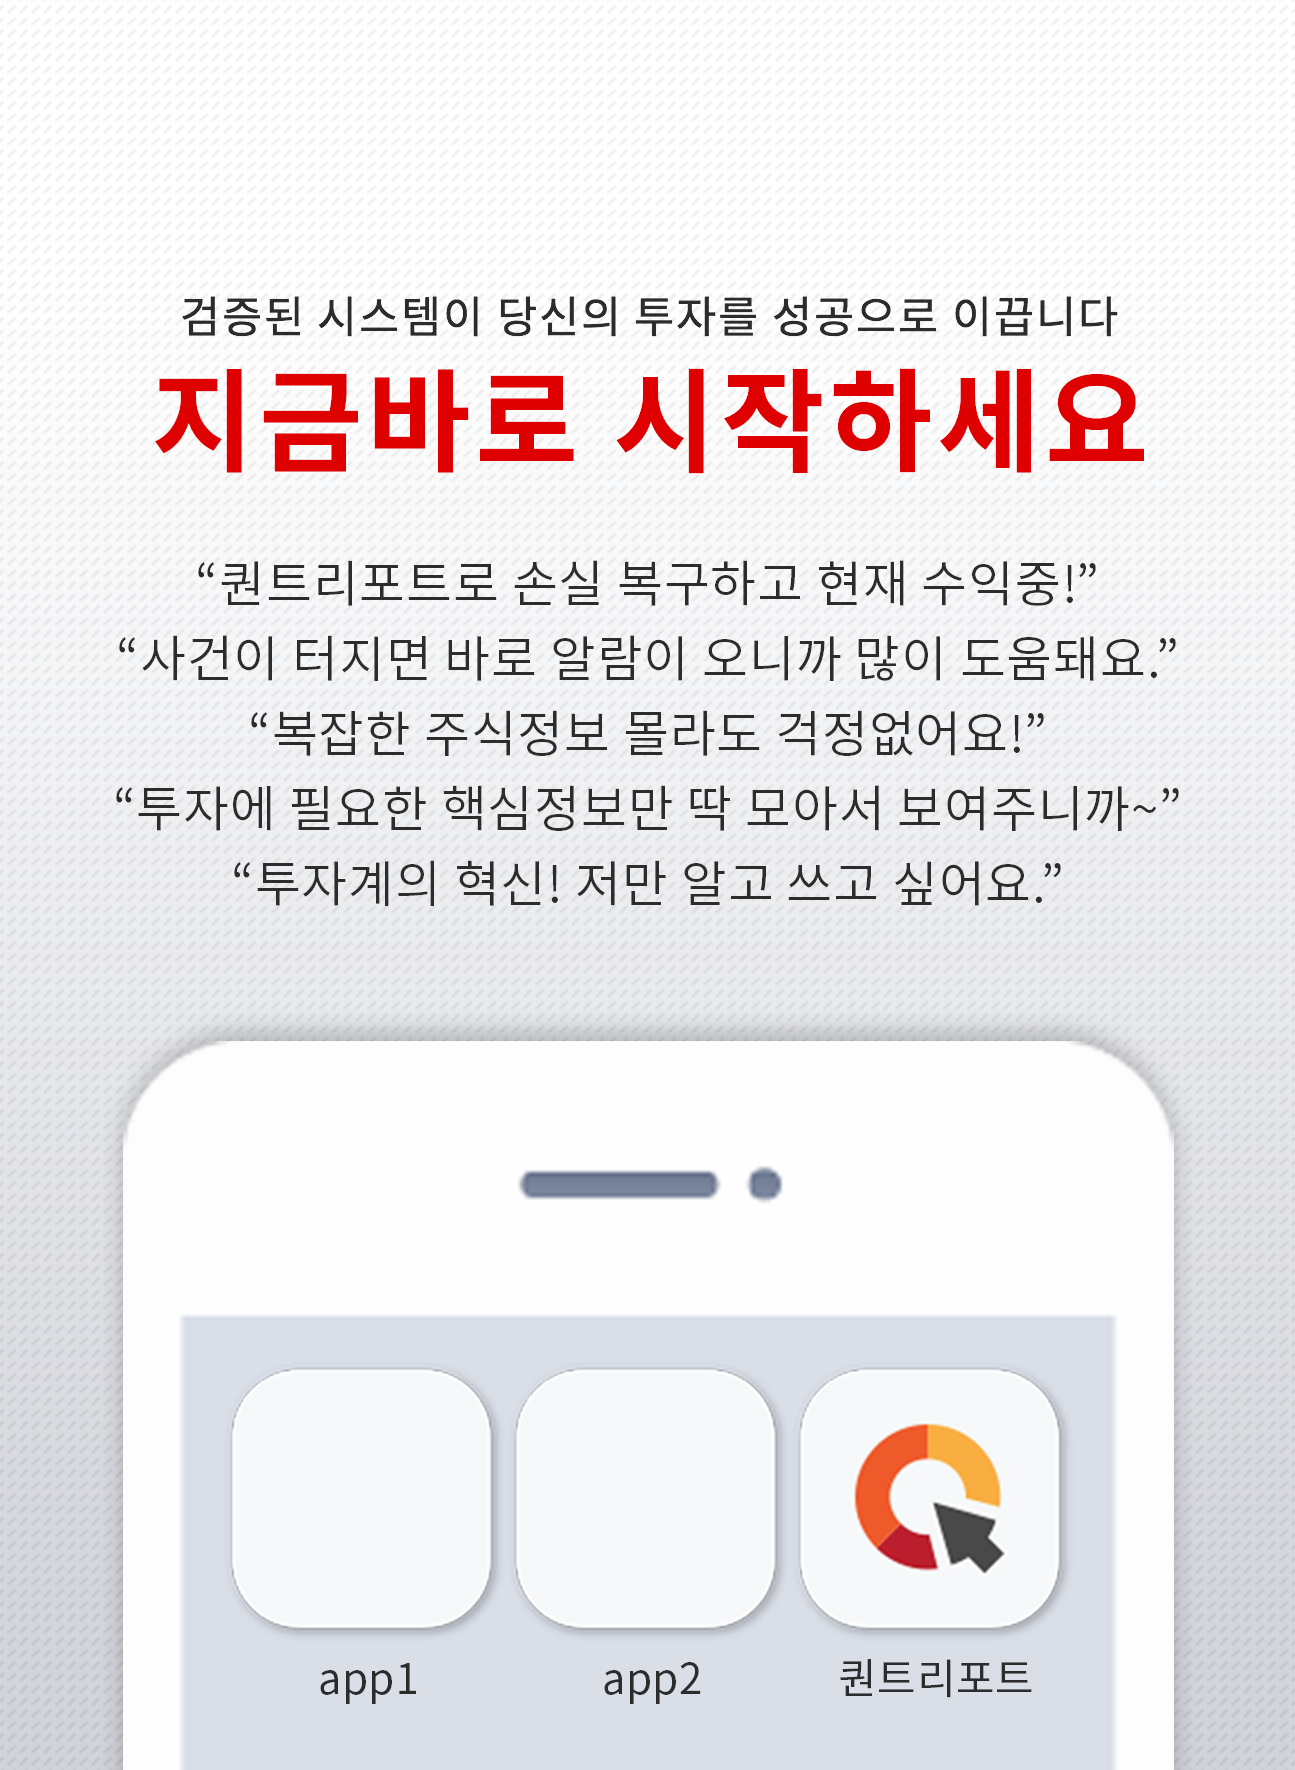 검증된 시스템이 당신의 투자를 성공으로 이끕니다
지금바로 시작하세요
“퀀트리포트로 손실 복구하고 현재 수익중!”
“사건이 터지면 바로 알람이 오니까 많이 도움돼요.”
“복잡한 주식정보 몰라도 걱정없어요!”
“투자에 필요한 핵심정보만 딱 모아서 보여주니까~”
“투자계의 혁신! 저만 알고 쓰고 싶어요.”
app1 app2 퀀트리포트